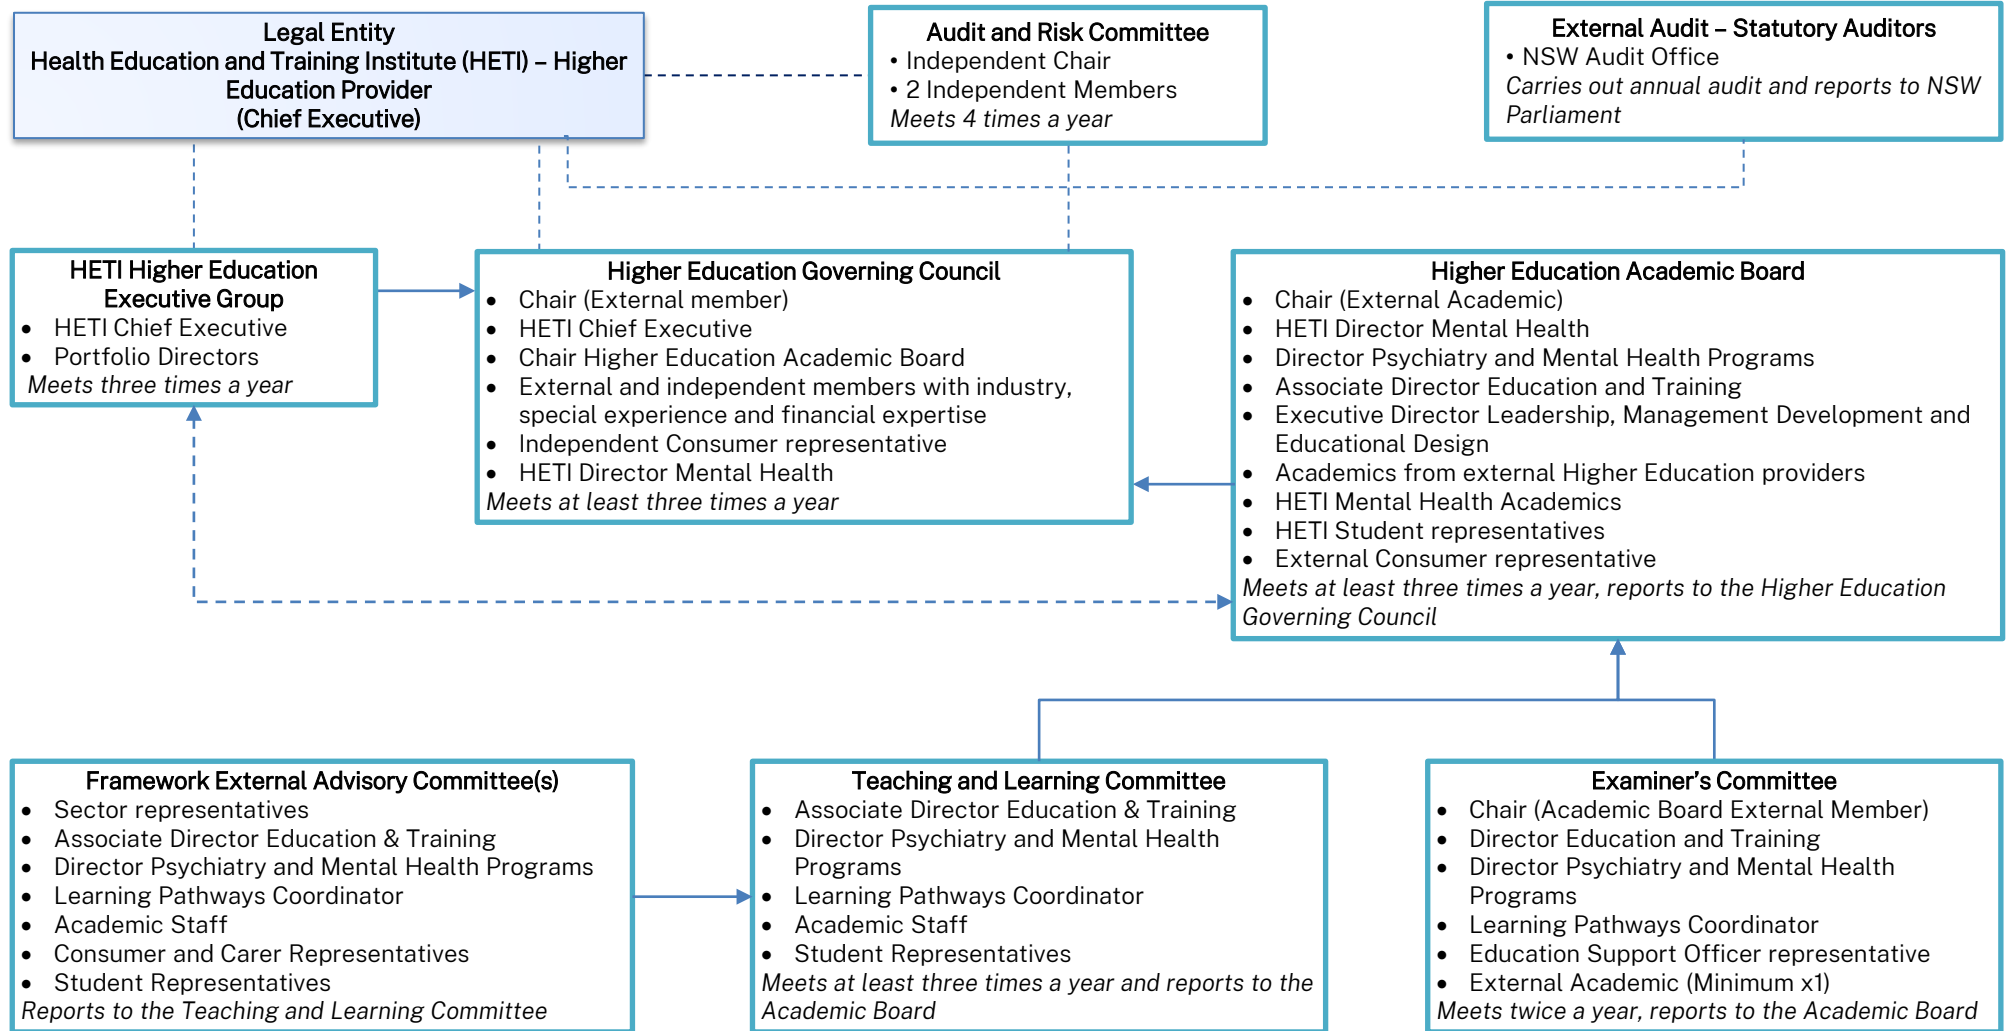 Legal Entity
Health Education and Training Institute (HETI) – Higher
Education Provider
(Chief Executive)
Audit and Risk Committee
• Independent Chair
• 2 Independent Members
Meets 4 times a year
External Audit – Statutory Auditors
• NSW Audit Office
Carries out annual audit and reports to NSW
Parliament
HETI Higher Education
Executive Group
• HETI Chief Executive
• Portfolio Directors
Meets three times a year
Higher Education Governing Council
• Chair (External member)
• HETI Chief Executive
• Chair Higher Education Academic Board
• External and independent members with industry,
special experience and financial expertise
• Independent Consumer representative
• HETI Director Mental Health
Meets at least three times a year
Higher Education Academic Board
• Chair (External Academic)
• HETI Director Mental Health
• Director Psychiatry and Mental Health Programs
• Associate Director Education and Training
• Executive Director Leadership, Management Development and
Educational Design
• Academics from external Higher Education providers
• HETI Mental Health Academics
• HETI Student representatives
• External Consumer representative
Meets at least three times a year, reports to the Higher Education
Governing Council
Framework External Advisory Committee(s)
• Sector representatives
• Associate Director Education & Training
• Director Psychiatry and Mental Health Programs
• Learning Pathways Coordinator
• Academic Staff
• Consumer and Carer Representatives
• Student Representatives
Reports to the Teaching and Learning Committee
Teaching and Learning Committee
• Associate Director Education & Training
• Director Psychiatry and Mental Health
Programs
• Learning Pathways Coordinator
• Academic Staff
• Student Representatives
Meets at least three times a year and reports to the
Academic Board
Examiner’s Committee
• Chair (Academic Board External Member)
• Director Education and Training
• Director Psychiatry and Mental Health
Programs
• Learning Pathways Coordinator
• Education Support Officer representative
• External Academic (Minimum x1)
Meets twice a year, reports to the Academic Board